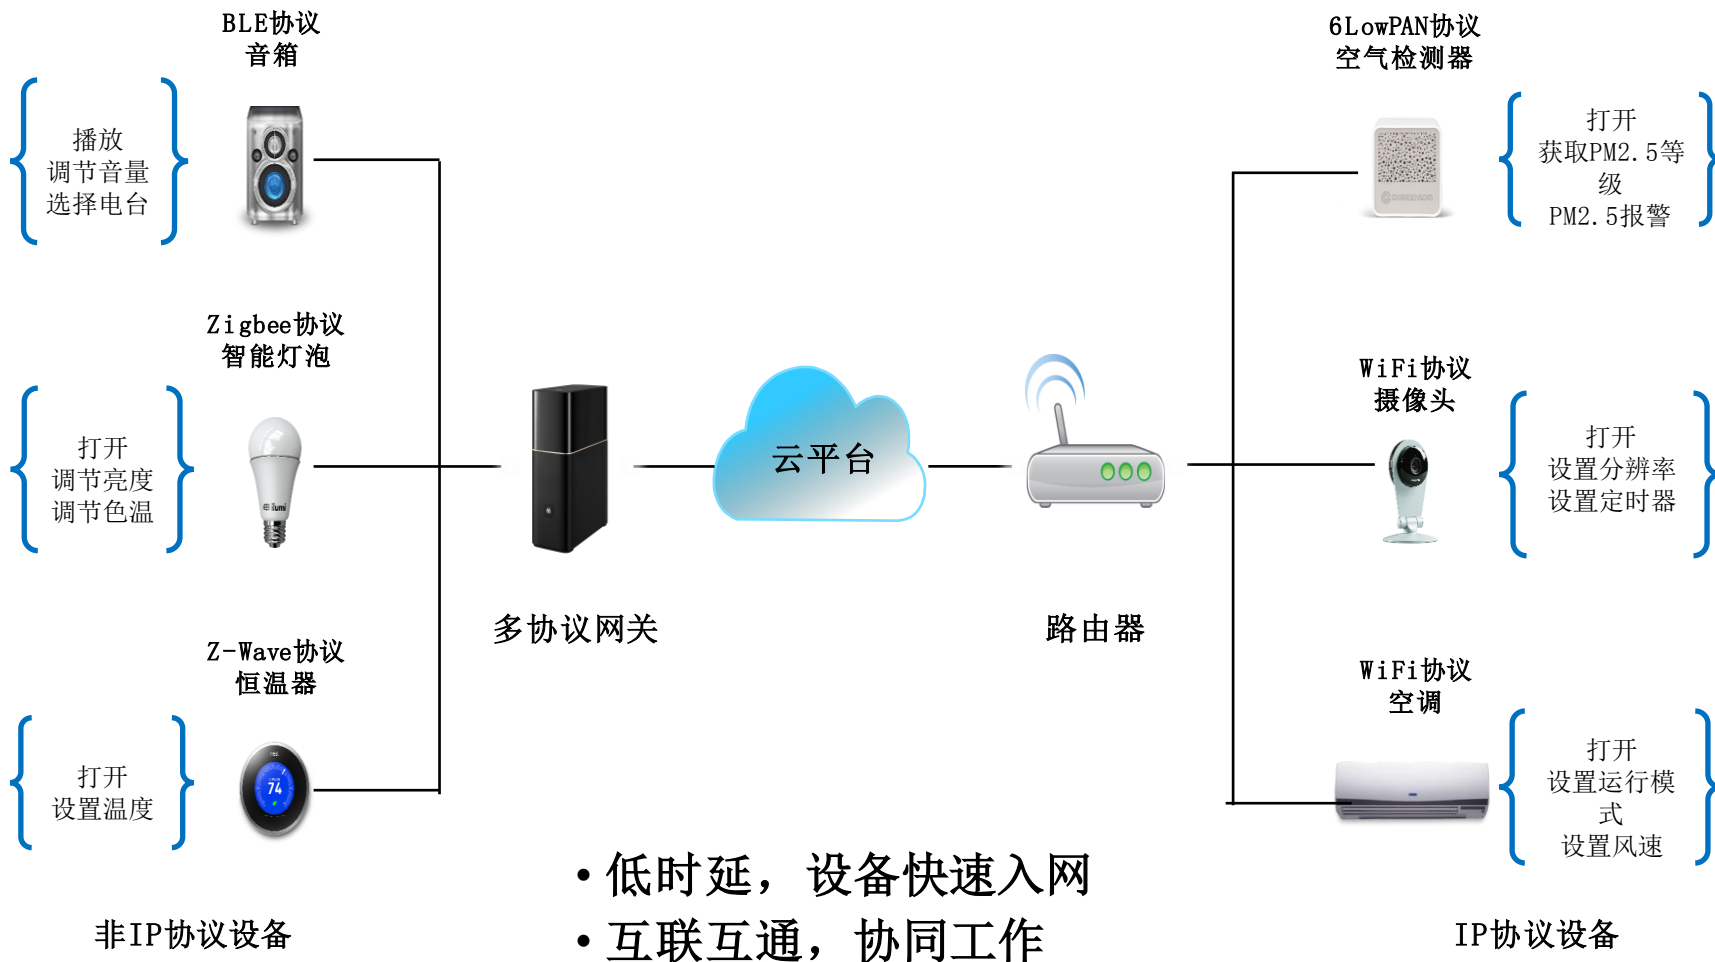 BLE协议
音箱
播放
调节音量
选择电台
Zigbee协议
智能灯泡
打开
调节亮度
调节色温
ilumi
Z-Wave协议
恒温器
打开
设置温度
nest
74
非IP协议设备
多协议网关
云平台
路由器
6LowPAN协议
空气检测器
打开
获取PM2.5等
级
PM2.5报警
WiFi协议
摄像头
打开
设置分辨率
设置定时器
WiFi协议
空调
打开
设置运行模
式
设置风速
IP协议设备
• 低时延，设备快速入网
• 互联互通，协同工作